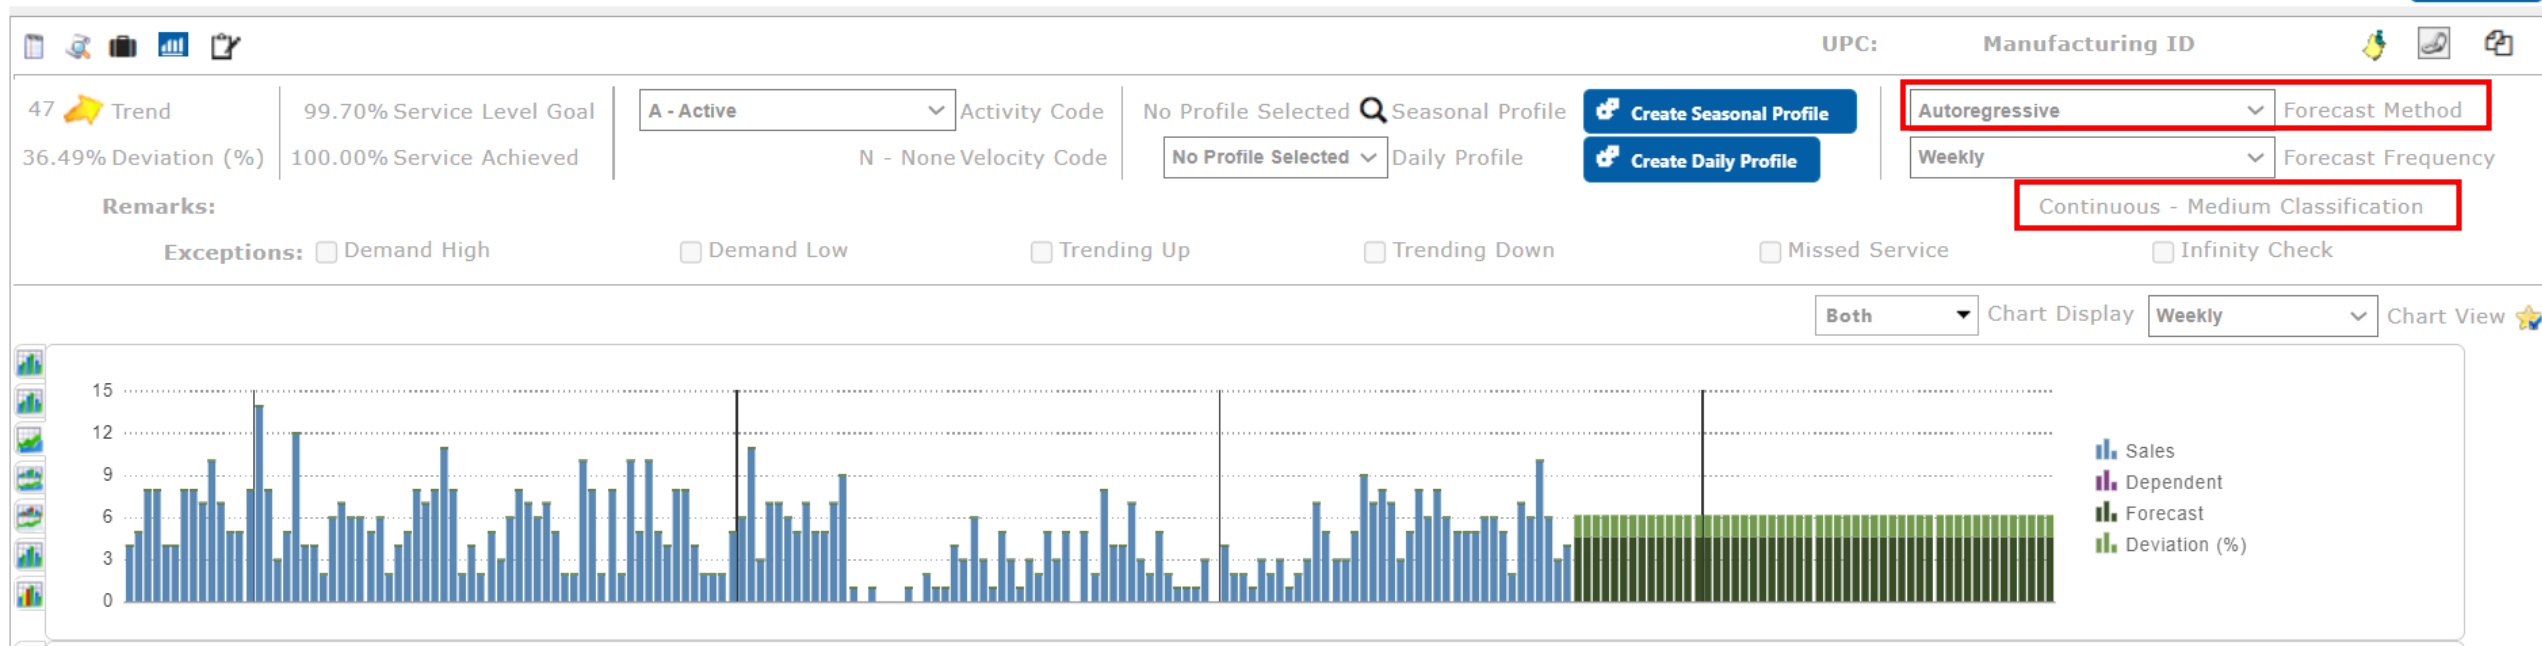 UPC: Manufacturing ID
47 Trend 99.70% Service Level Goal A - Active Activity Code No Profile Selected Seasonal Profile Create Seasonal Profile Autoregressive Forecast Method
36.49% Deviation (%) 100.00% Service Achieved N - None Velocity Code No Profile Selected Daily Profile Create Daily Profile Weekly Forecast Frequency
Remarks: Continuous - Medium Classification
Exceptions: Demand High Demand Low Trending Up Trending Down Missed Service Infinity Check
Both Chart Display Weekly Chart View
15
12
9
6
3
0
Sales
Dependent
Forecast
Deviation (%)